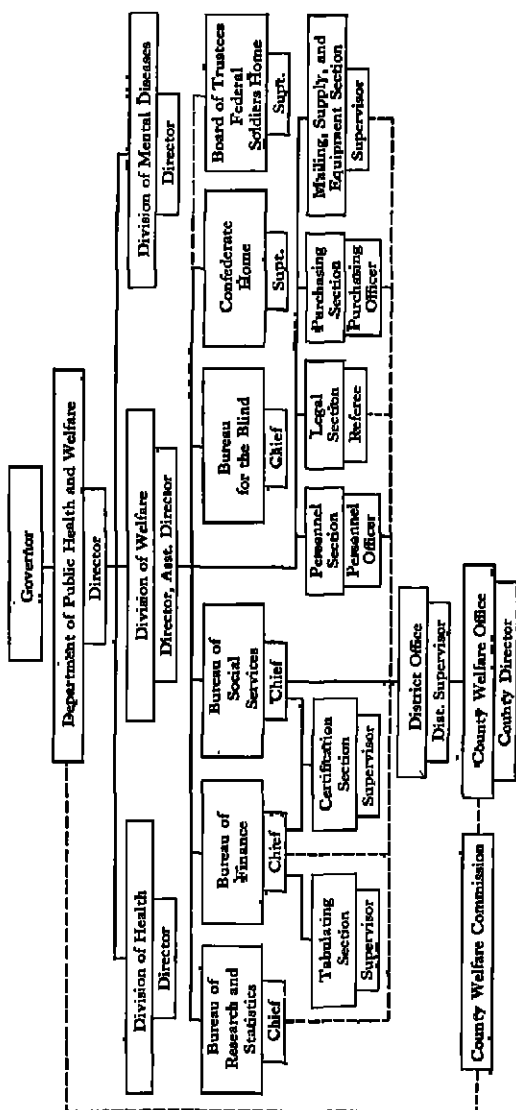 Governor
Department of Public Health and Welfare
Director
Division of Health
Director
Division of Welfare
Director, Asst. Director
Division of Mental Diseases
Director
Bureau of
Research and
Statistics
Chief
Bureau of
Finance
Chief
Bureau of
Social
Services
Chief
Bureau
for the Blind
Chief
Confederate
Home
Supt.
Board of Trustees
Federal
Soldiers Home
Supt.
Tabulating
Section
Supervisor
Certification
Section
Supervisor
Personnel
Section
Personnel
Officer
Legal
Section
Referee
Purchasing
Section
Purchasing
Officer
Mailing, Supply, and
Equipment Section
Supervisor
District Office
Dist. Supervisor
County Welfare Commission
County Welfare Office
County Director